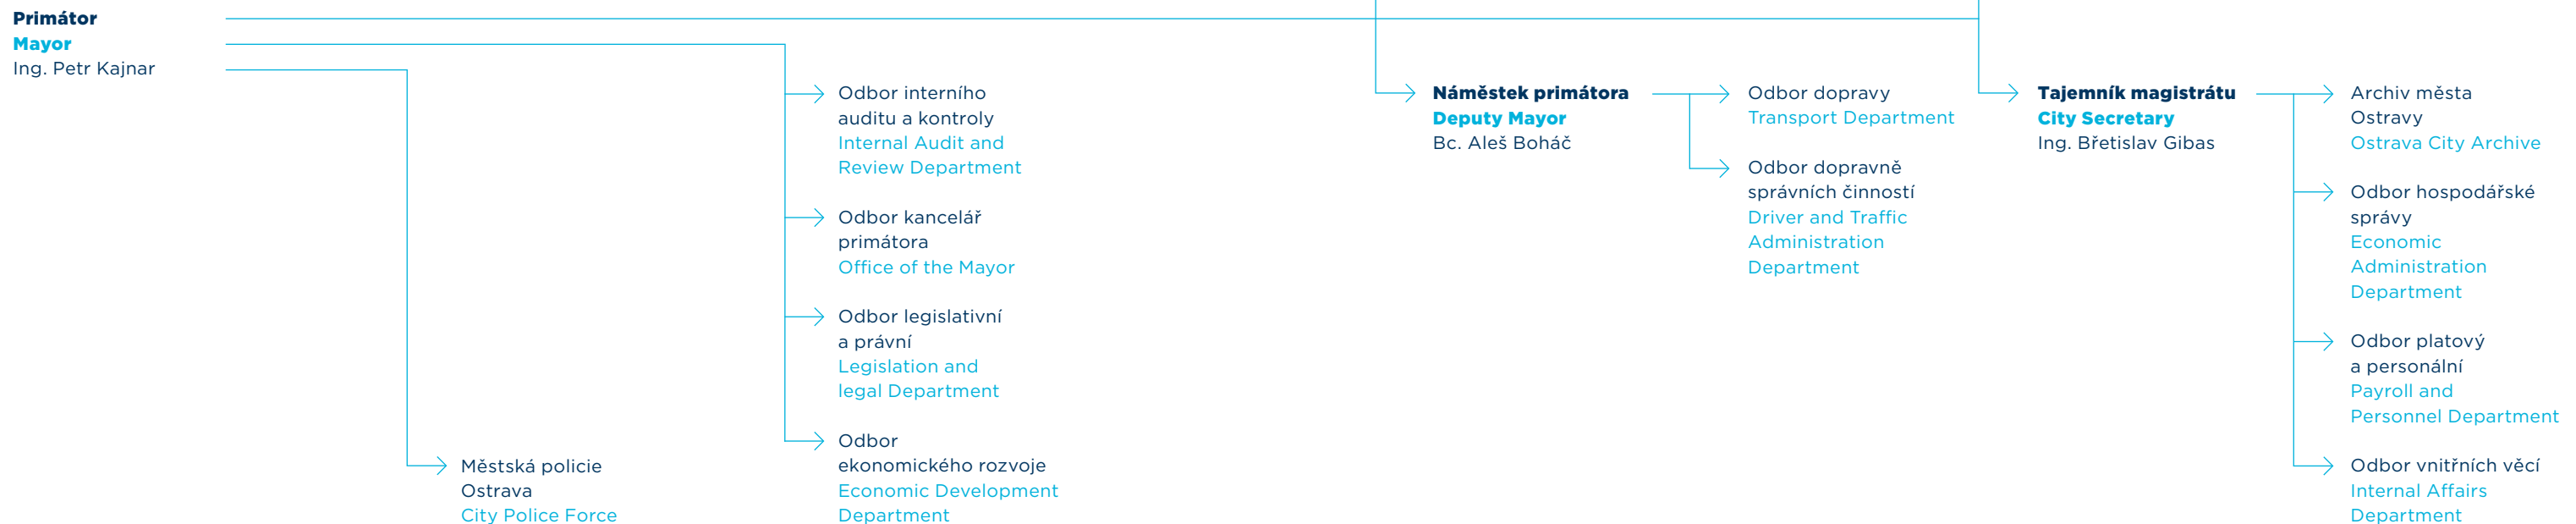 Primátor
Mayor
Ing. Petr Kajnar
Městská policie
Ostrava
City Police Force
Odbor interního
auditu a kontroly
Internal Audit and
Review Department
Odbor kancelář
primátora
Office of the Mayor
Odbor legislativní
a právní
Legislation and
legal Department
Odbor
ekonomického rozvoje
Economic Development
Department
Náměstek primátora
Deputy Mayor
Bc. Aleš Boháč
Odbor dopravy
Transport Department
Odbor dopravně
správních činností
Driver and Traffic
Administration
Department
Tajemník magistrátu
City Secretary
Ing. Břetislav Gibas
Archiv města
Ostravy
Ostrava City Archive
Odbor hospodářské
správy
Economic
Administration
Department
Odbor platový
a personální
Payroll and
Personnel Department
Odbor vnitřních věcí
Internal Affairs
Department